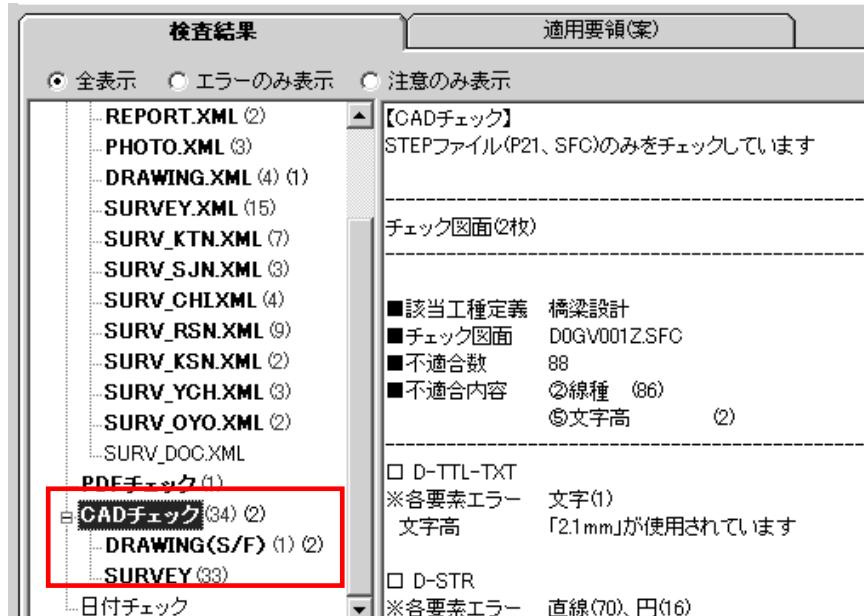 検査結果
適用要領(案)
全表示 エラーのみ表示 注意のみ表示
REPORT.XML (2)
PHOTO.XML (3)
DRAWING.XML (4) (1)
SURVEY.XML (15)
SURV_KTN.XML (7)
SURV_SJN.XML (3)
SURV_CHI.XML (4)
SURV_RSN.XML (9)
SURV_KSN.XML (2)
SURV_YCH.XML (3)
SURV_OYO.XML (2)
SURV_DOC.XML
PDFチェック (1)
CADチェック (34) (2)
DRAWING(S/F) (1) (2)
SURVEY (33)
日付チェック
【CADチェック】
STEPファイル(P21、SFC)のみをチェックしています
チェック図面(2枚)
■該当工種定義 橋梁設計
■チェック図面 D0GV001Z.SFC
■不適合数 88
■不適合内容 ②線種 (86)
⑤文字高 (2)
□ D-TTL-TXT
※各要素エラー 文字(1)
文字高 「2.1mm」が使用されています
□ D-STR
※各要素エラー 直線(70)、円(16)